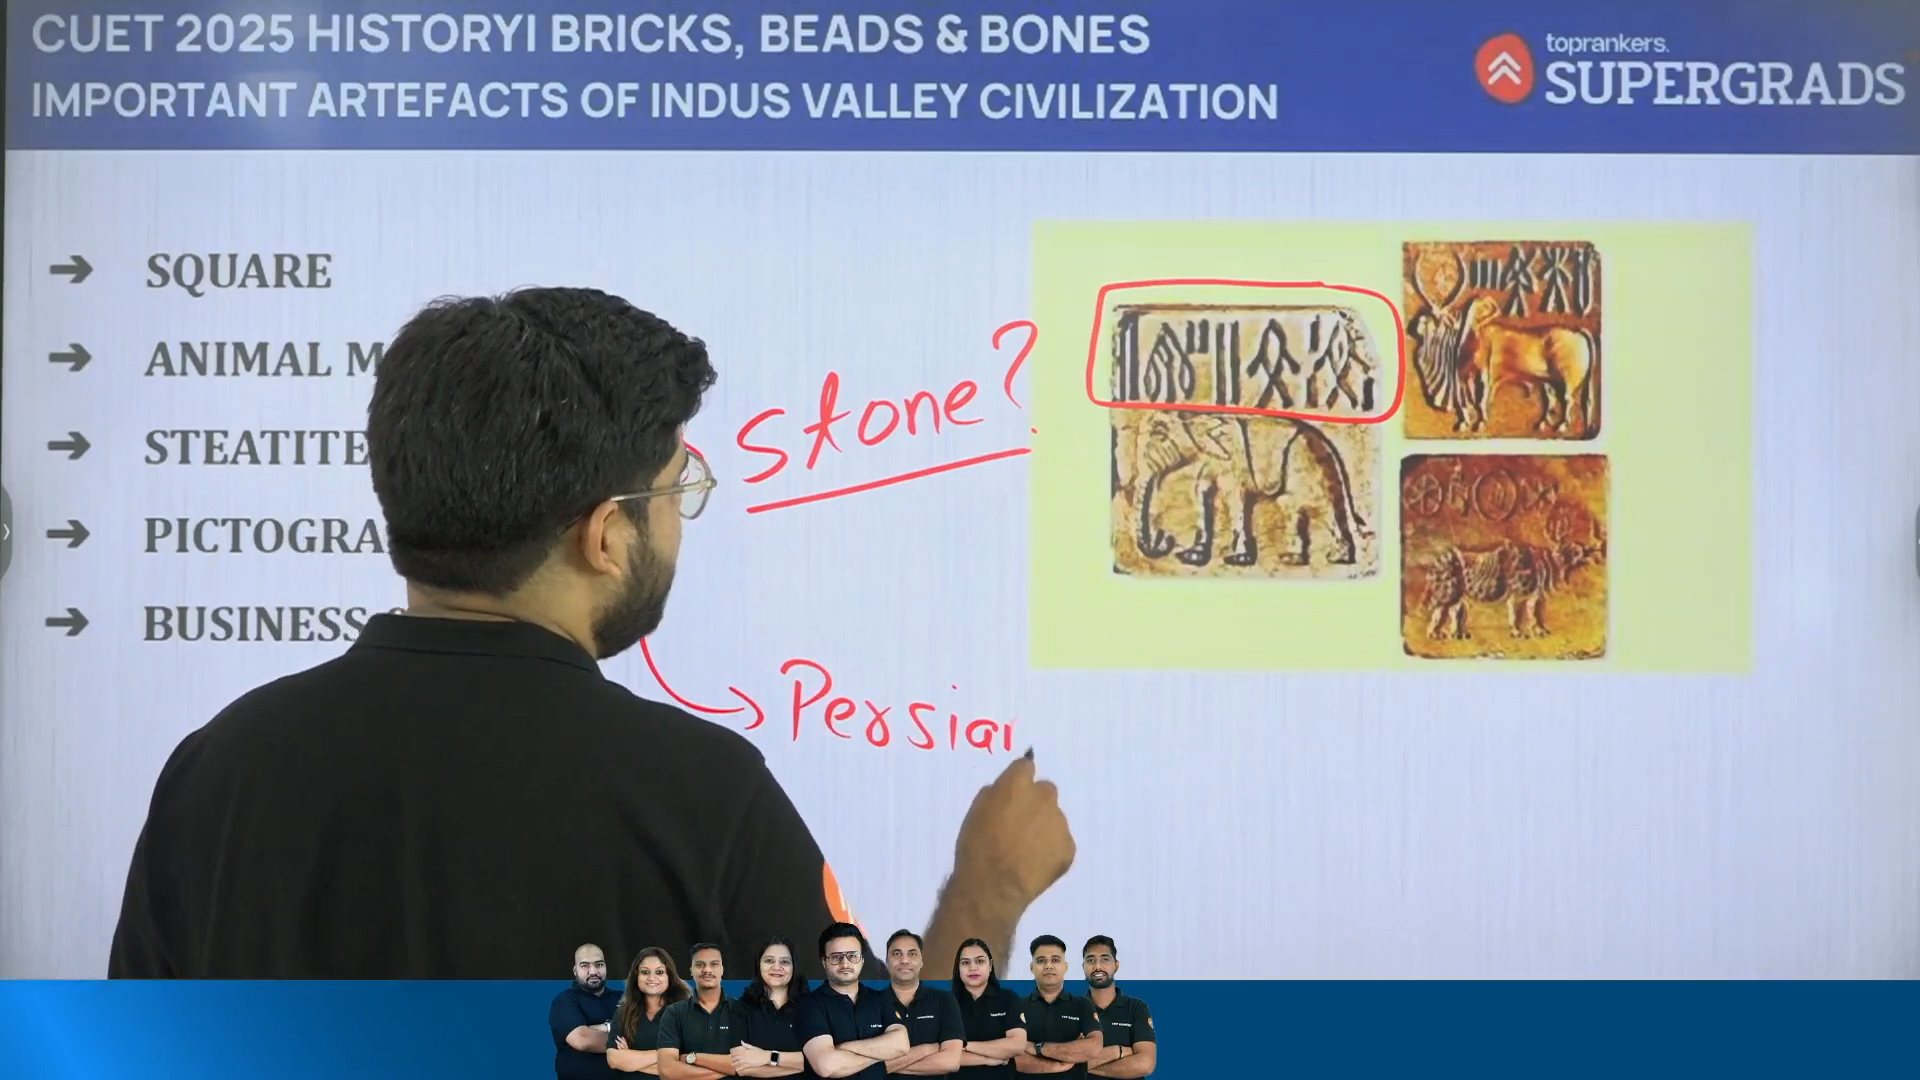 CUET 2025 HISTORYI BRICKS, BEADS & BONES
IMPORTANT ARTEFACTS OF INDUS VALLEY CIVILIZATION
toprankers.
SUPERGRADS
→ SQUARE
→ ANIMAL M
→ STEATITE
→ PICTOGRA
→ BUSINESS
stone?
Persian